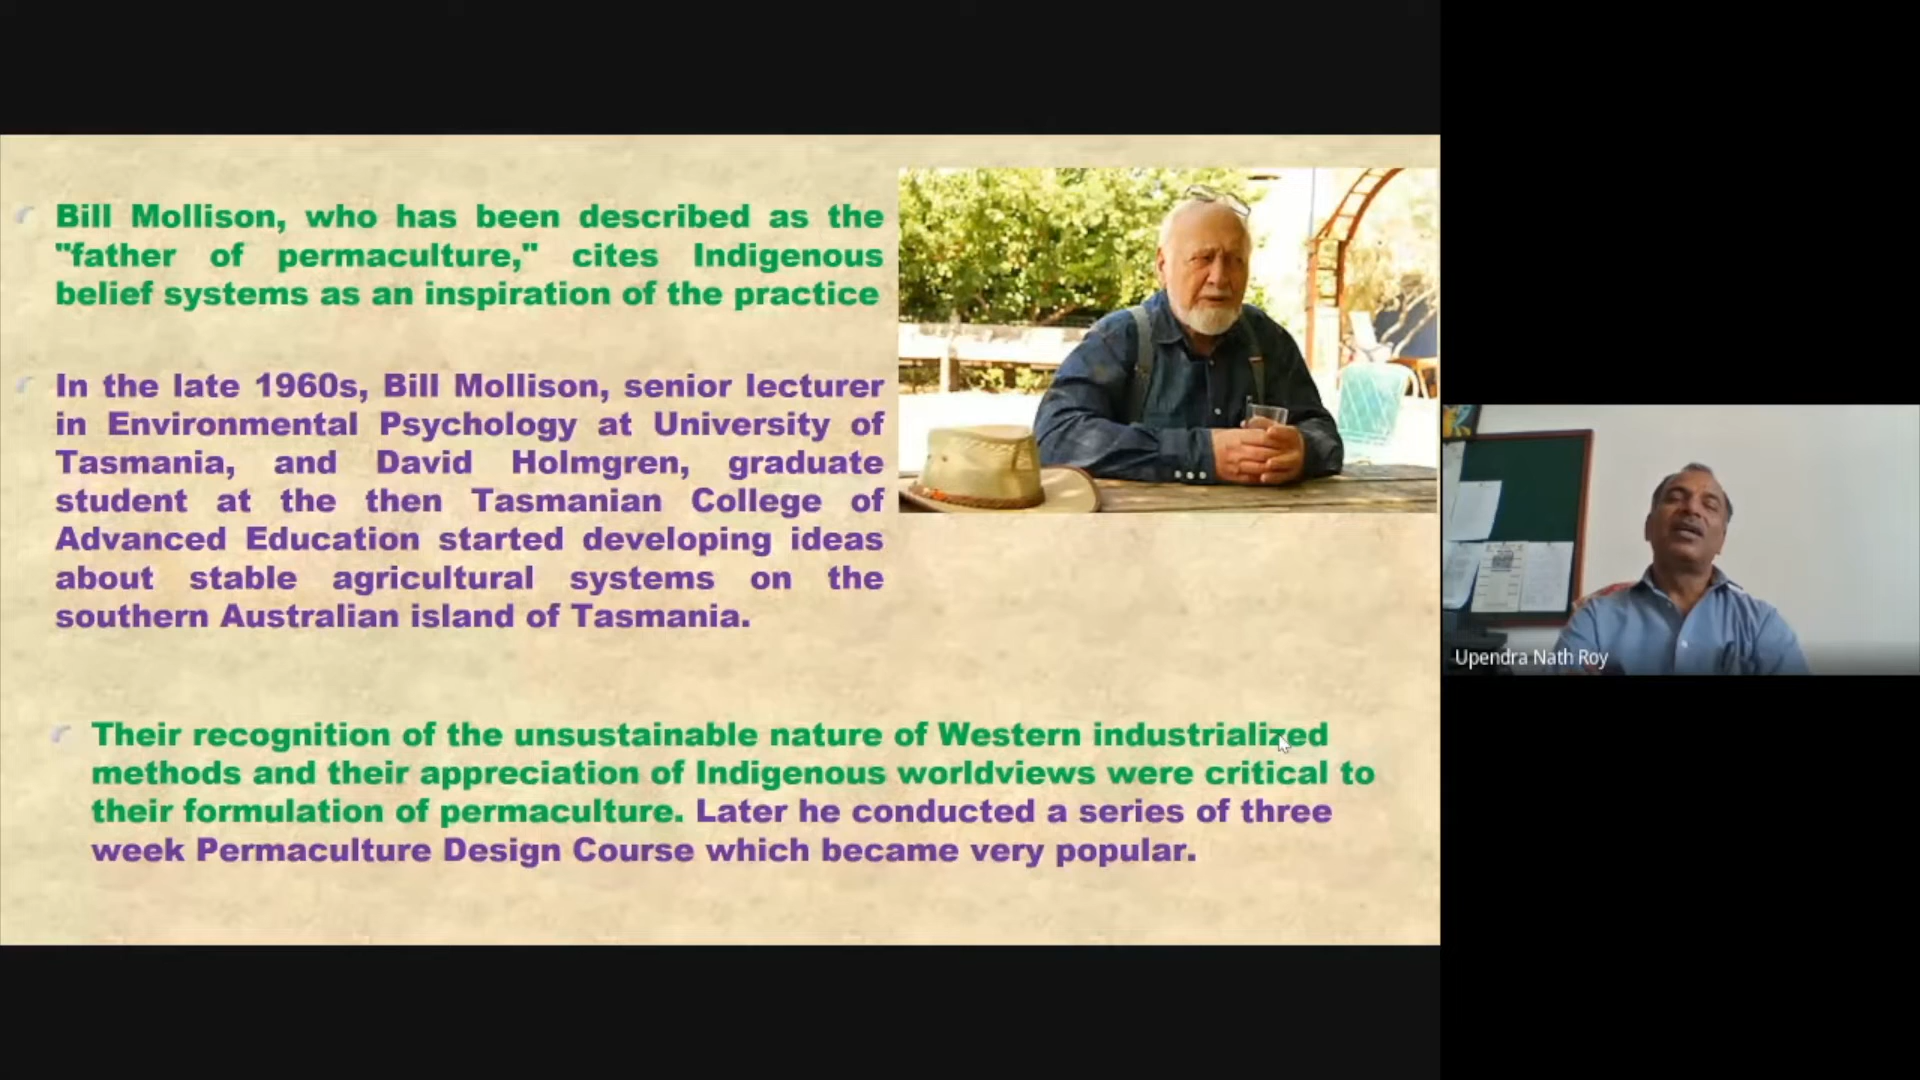 Bill Mollison, who has been described as the
"father of permaculture," cites Indigenous
belief systems as an inspiration of the practice
In the late 1960s, Bill Mollison, senior lecturer
in Environmental Psychology at University of
Tasmania, and David Holmgren, graduate
student at the then Tasmanian College of
Advanced Education started developing ideas
about stable agricultural systems on the
southern Australian island of Tasmania.
Their recognition of the unsustainable nature of Western industrialized
methods and their appreciation of Indigenous worldviews were critical to
their formulation of permaculture. Later he conducted a series of three
week Permaculture Design Course which became very popular.
Upendra Nath Roy